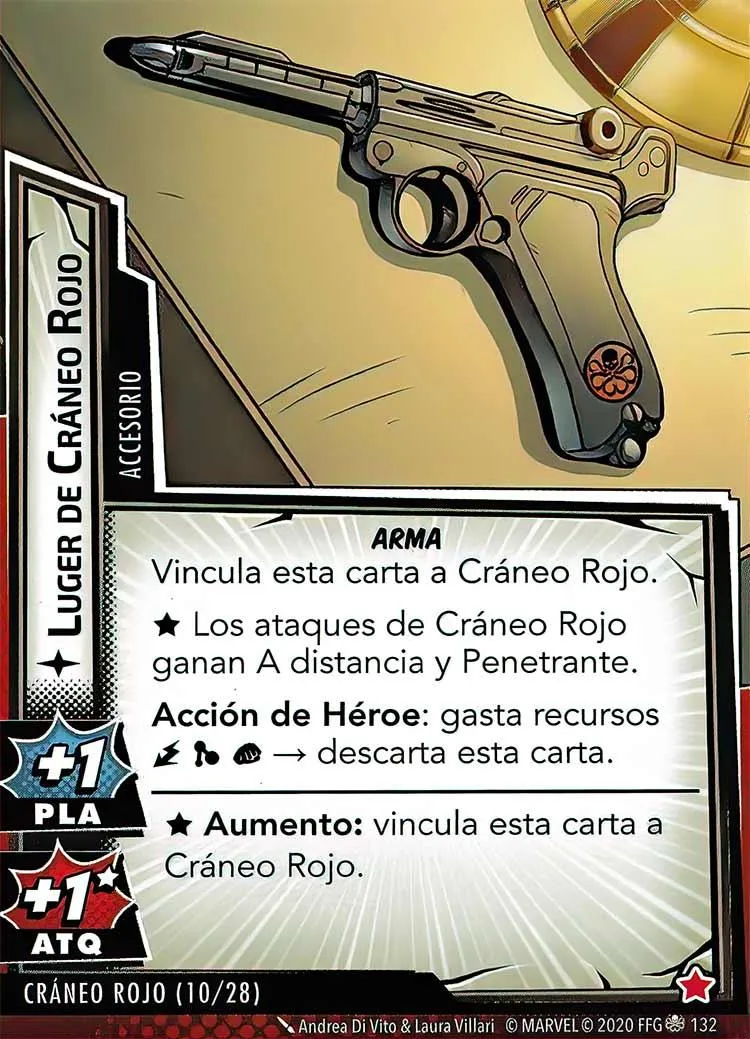 LUGER DE CRÁNEO ROJO
ACCESORIO
ARMA
Vincula esta carta a Cráneo Rojo.
★ Los ataques de Cráneo Rojo
ganan A distancia y Penetrante.
Acción de Héroe: gasta recursos
→ descarta esta carta.
★ Aumento: vincula esta carta a
Cráneo Rojo.
+1
PLA
+1★
ATQ
CRÁNEO ROJO (10/28)
Andrea Di Vito & Laura Villari © MARVEL © 2020 FFG 132